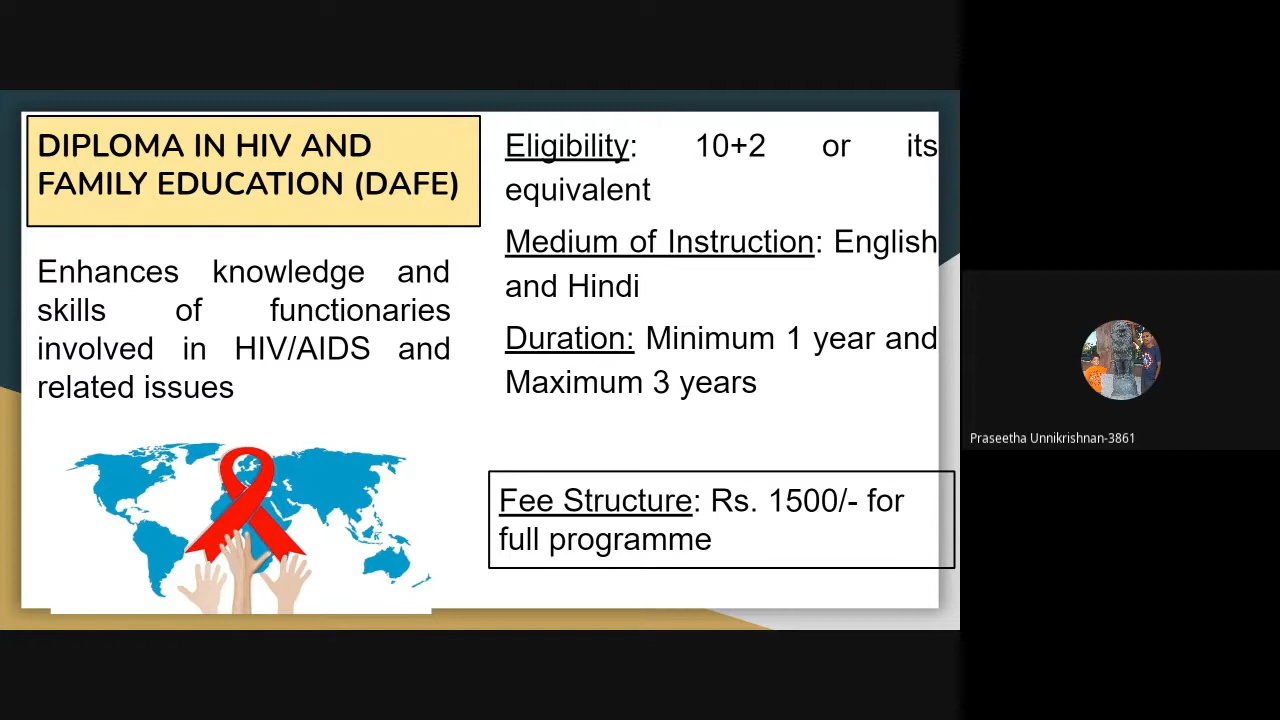 DIPLOMA IN HIV AND
FAMILY EDUCATION (DAFE)
Enhances knowledge and
skills of functionaries
involved in HIV/AIDS and
related issues
Eligibility: 10+2 or its
equivalent
Medium of Instruction: English
and Hindi
Duration: Minimum 1 year and
Maximum 3 years
Fee Structure: Rs. 1500/- for
full programme
Praseetha Unnikrishnan-3861